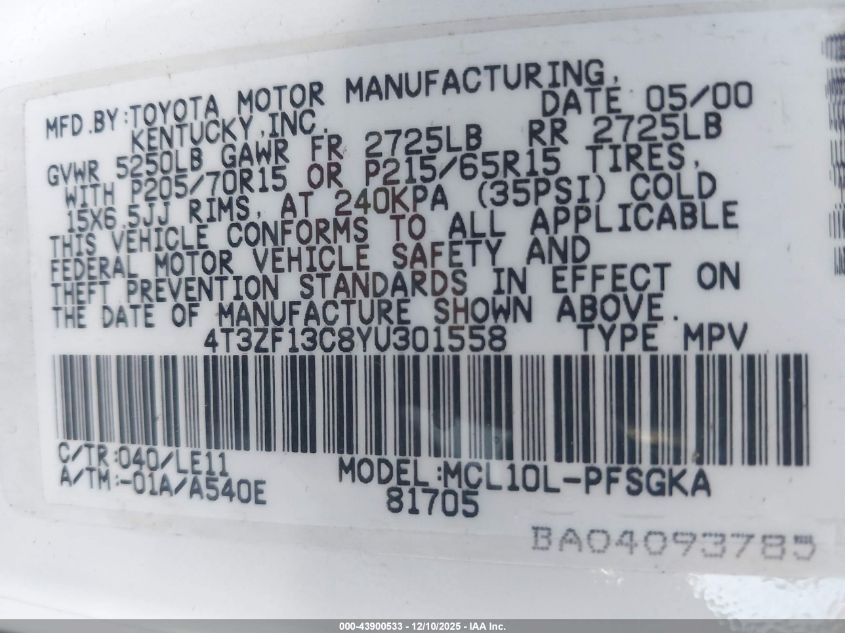 MFD.BY:TOYOTA MOTOR MANUFACTURING,
KENTUCKY,INC. DATE 05/00
GVWR 5250LB GAWR FR 2725LB RR 2725LB
WITH P205/70R15 OR P215/65R15 TIRES,
15X6.5JJ RIMS, AT 240KPA (35PSI) COLD
THIS VEHICLE CONFORMS TO ALL APPLICABLE
FEDERAL MOTOR VEHICLE SAFETY AND
THEFT PREVENTION STANDARDS IN EFFECT ON
THE DATE OF MANUFACTURE SHOWN ABOVE.
4T3ZF13C8YU301558 TYPE MPV
C/TR:040/LE11 MODEL:MCL10L-PFSGKA
A/TM:-01A/A540E 81705
BA04093785
000-43900533 - 12/10/2025 - IAA Inc.